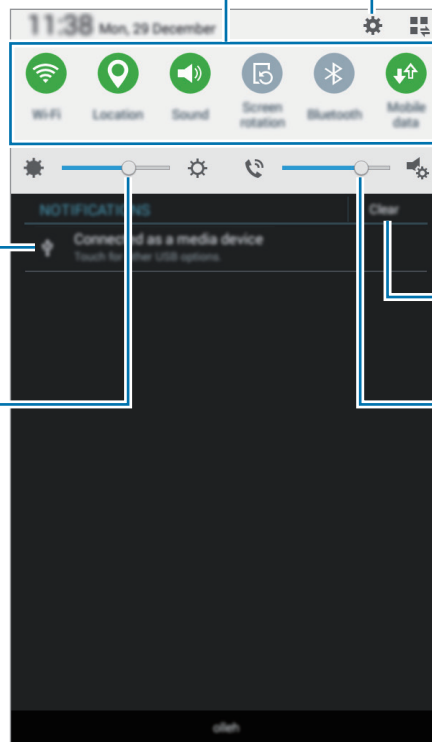 11:38 Mon, 29 December
Wi-Fi Location Sound Screen rotation Bluetooth Mobile data
NOTIFICATIONS Clear
Connected as a media device
Touch for other USB options.
olleh